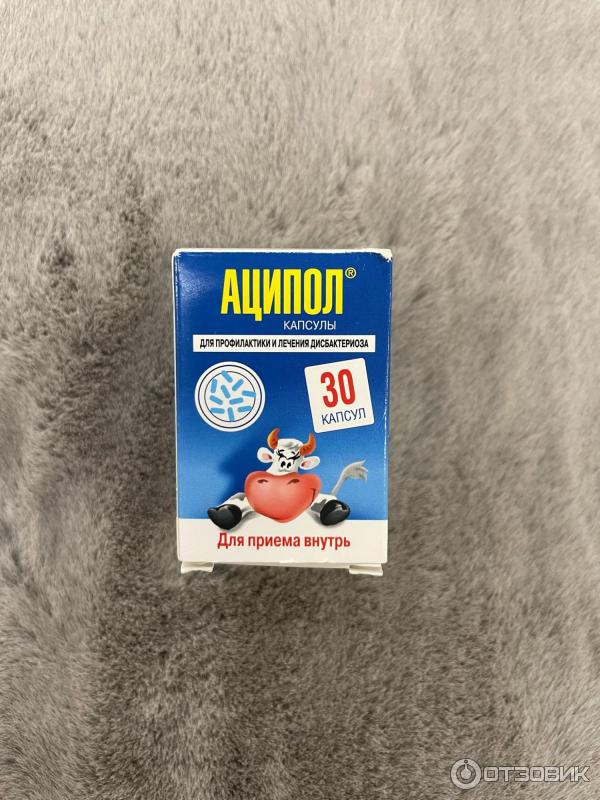 АЦИПОЛ®
КАПСУЛЫ
ДЛЯ ПРОФИЛАКТИКИ И ЛЕЧЕНИЯ ДИСБАКТЕРИОЗА
30
КАПСУЛ
Для приема внутрь
ОТЗОВИК